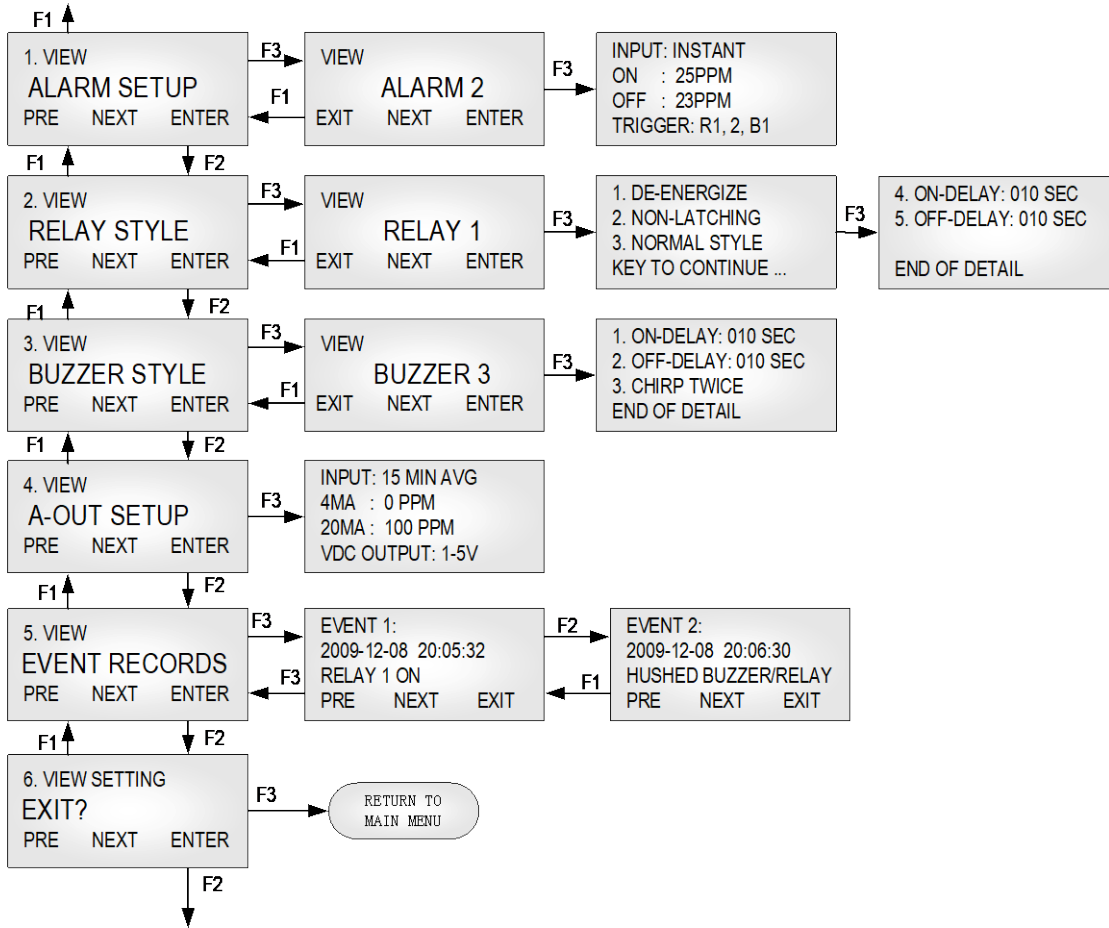 F1
1. VIEW
ALARM SETUP
PRE NEXT ENTER
F3
F1
VIEW
ALARM 2
EXIT NEXT ENTER
F3
INPUT: INSTANT
ON : 25PPM
OFF : 23PPM
TRIGGER: R1, 2, B1
F1
F2
2. VIEW
RELAY STYLE
PRE NEXT ENTER
F3
F1
VIEW
RELAY 1
EXIT NEXT ENTER
F3
1. DE-ENERGIZE
2. NON-LATCHING
3. NORMAL STYLE
KEY TO CONTINUE ...
F3
4. ON-DELAY: 010 SEC
5. OFF-DELAY: 010 SEC
END OF DETAIL
F1
F2
3. VIEW
BUZZER STYLE
PRE NEXT ENTER
F3
F1
VIEW
BUZZER 3
EXIT NEXT ENTER
F3
1. ON-DELAY: 010 SEC
2. OFF-DELAY: 010 SEC
3. CHIRP TWICE
END OF DETAIL
F1
F2
4. VIEW
A-OUT SETUP
PRE NEXT ENTER
F3
INPUT: 15 MIN AVG
4MA : 0 PPM
20MA : 100 PPM
VDC OUTPUT: 1-5V
F1
F2
5. VIEW
EVENT RECORDS
PRE NEXT ENTER
F3
F3
EVENT 1:
2009-12-08 20:05:32
RELAY 1 ON
PRE NEXT EXIT
F2
F1
EVENT 2:
2009-12-08 20:06:30
HUSHED BUZZER/RELAY
PRE NEXT EXIT
F1
F2
6. VIEW SETTING
EXIT?
PRE NEXT ENTER
F3
RETURN TO
MAIN MENU
F2